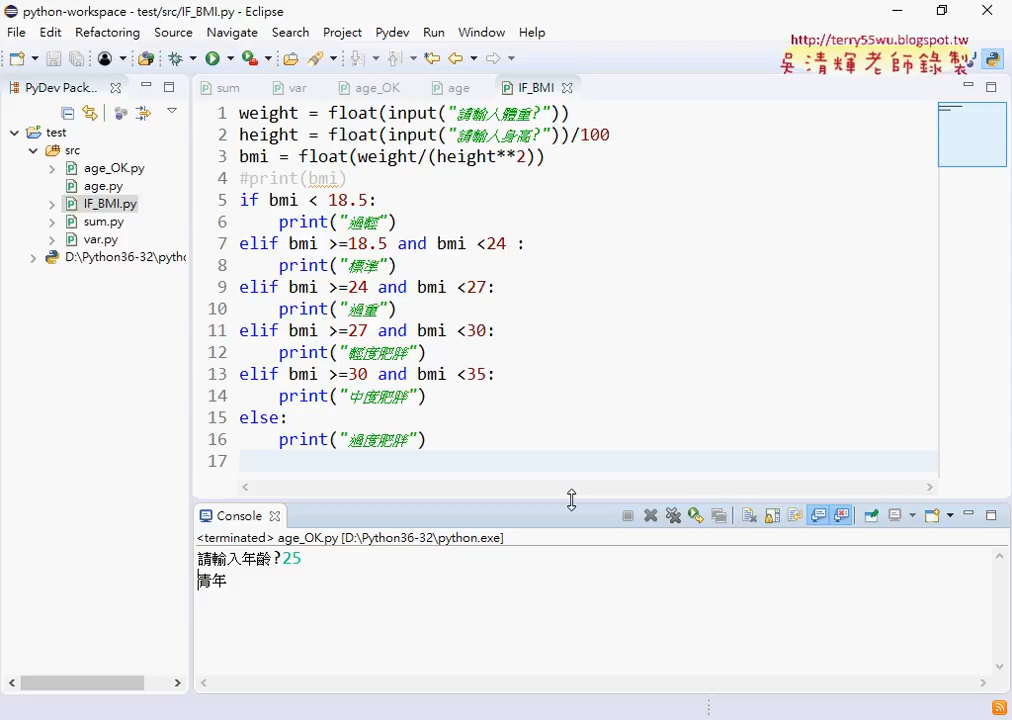 python-workspace - test/src/IF_BMI.py - Eclipse
File Edit Refactoring Source Navigate Search Project Pydev Run Window Help
http://terry55wu.blogspot.tw
吳清輝老師錄製
PyDev Pack...
sum var age_OK age IF_BMI
test
src
age_OK.py
age.py
IF_BMI.py
sum.py
var.py
D:\Python36-32\pytho
1 weight = float(input("請輸入體重?"))
2 height = float(input("請輸入身高?"))/100
3 bmi = float(weight/(height**2))
4 #print(bmi)
5 if bmi < 18.5:
6 print("過輕")
7 elif bmi >=18.5 and bmi <24 :
8 print("標準")
9 elif bmi >=24 and bmi <27:
10 print("過重")
11 elif bmi >=27 and bmi <30:
12 print("輕度肥胖")
13 elif bmi >=30 and bmi <35:
14 print("中度肥胖")
15 else:
16 print("過度肥胖")
17
Console
<terminated> age_OK.py [D:\Python36-32\python.exe]
請輸入年齡?25
青年